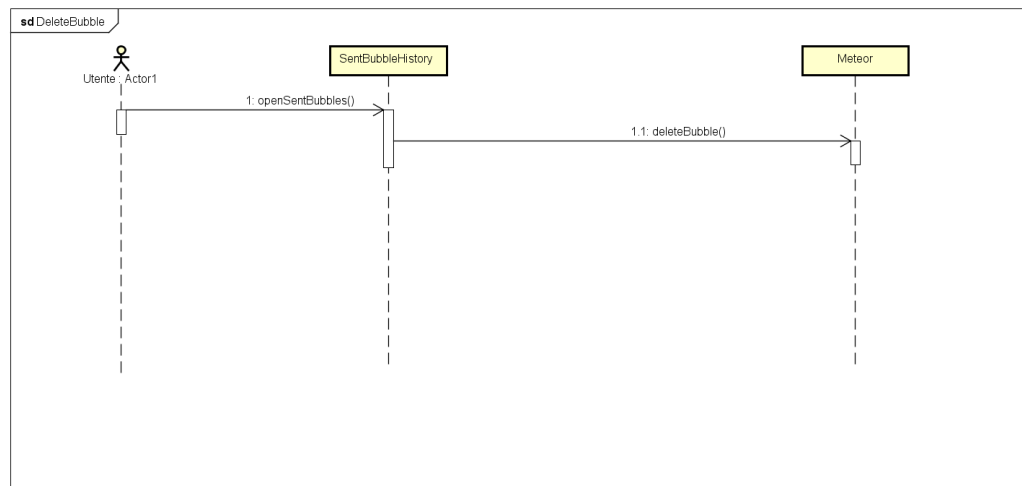 sd DeleteBubble
Utente : Actor1
SentBubbleHistory
Meteor
1: openSentBubbles()
1.1: deleteBubble()